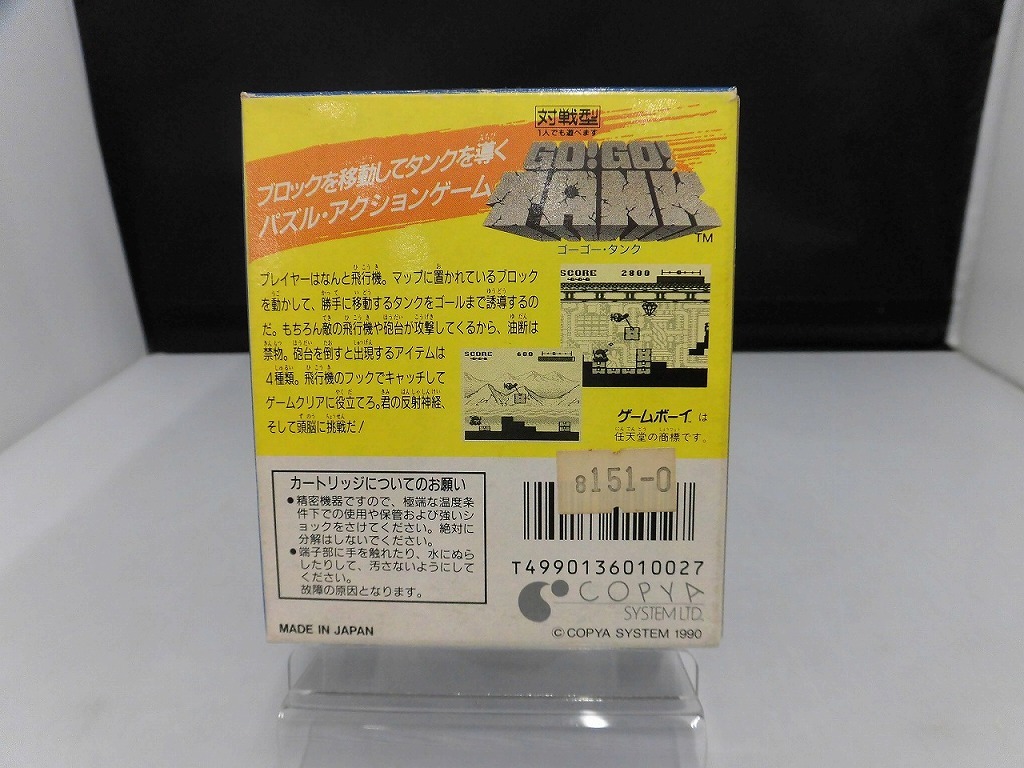 対戦型
1人でも遊べます
GO!GO!
TANK
TM
ゴーゴー・タンク
ブロックを移動してタンクを導く
パズル・アクションゲーム
プレイヤーはなんと飛行機。マップに置かれているブロック
を動かして、勝手に移動するタンクをゴールまで誘導するの
だ。もちろん敵の飛行機や砲台が攻撃してくるから、油断は
禁物。砲台を倒すと出現するアイテムは
4種類。飛行機のフックでキャッチして
ゲームクリアに役立てろ。君の反射神経、
そして頭脳に挑戦だ!
SCORE 2800
SCORE 600
ゲームボーイ は
任天堂の商標です。
8151-0
カートリッジについてのお願い
●精密機器ですので、極端な温度条
件下での使用や保管および強いシ
ョックをさけてください。絶対に
分解はしないでください。
●端子部に手を触れたり、水にぬら
したりして、汚さないようにして
ください。
故障の原因となります。
T4990136010027
COPYA
SYSTEM LTD.
MADE IN JAPAN
©COPYA SYSTEM 1990